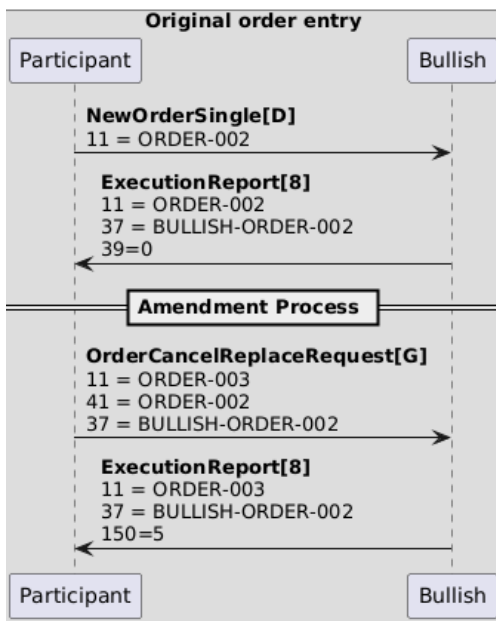 Original order entry
Participant Bullish
NewOrderSingle[D]
11 = ORDER-002
ExecutionReport[8]
11 = ORDER-002
37 = BULLISH-ORDER-002
39=0
Amendment Process
OrderCancelReplaceRequest[G]
11 = ORDER-003
41 = ORDER-002
37 = BULLISH-ORDER-002
ExecutionReport[8]
11 = ORDER-003
37 = BULLISH-ORDER-002
150=5
Participant Bullish